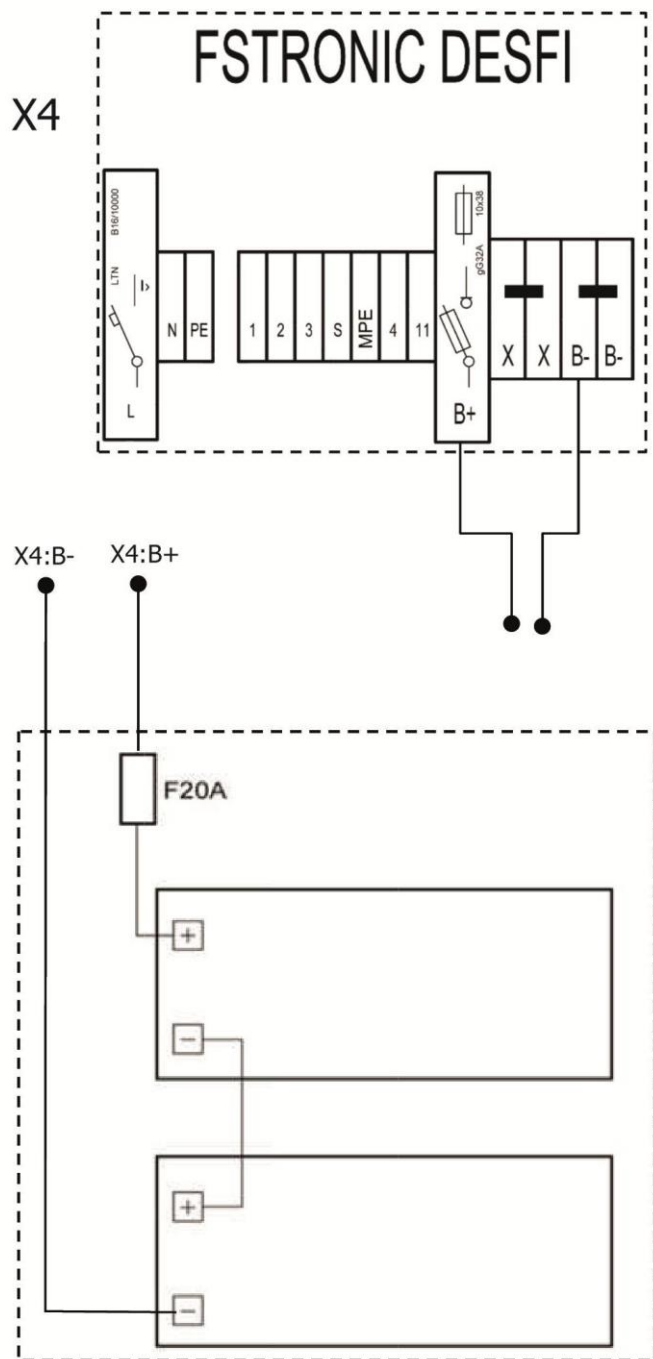 FSTRONIC DESFI
X4
B16/10000
LTN
I>
L
N
PE
1
2
3
S
MPE
4
11
10x38
gG32A
B+
X
X
B-
B-
X4:B-
X4:B+
F20A
+
−
+
−